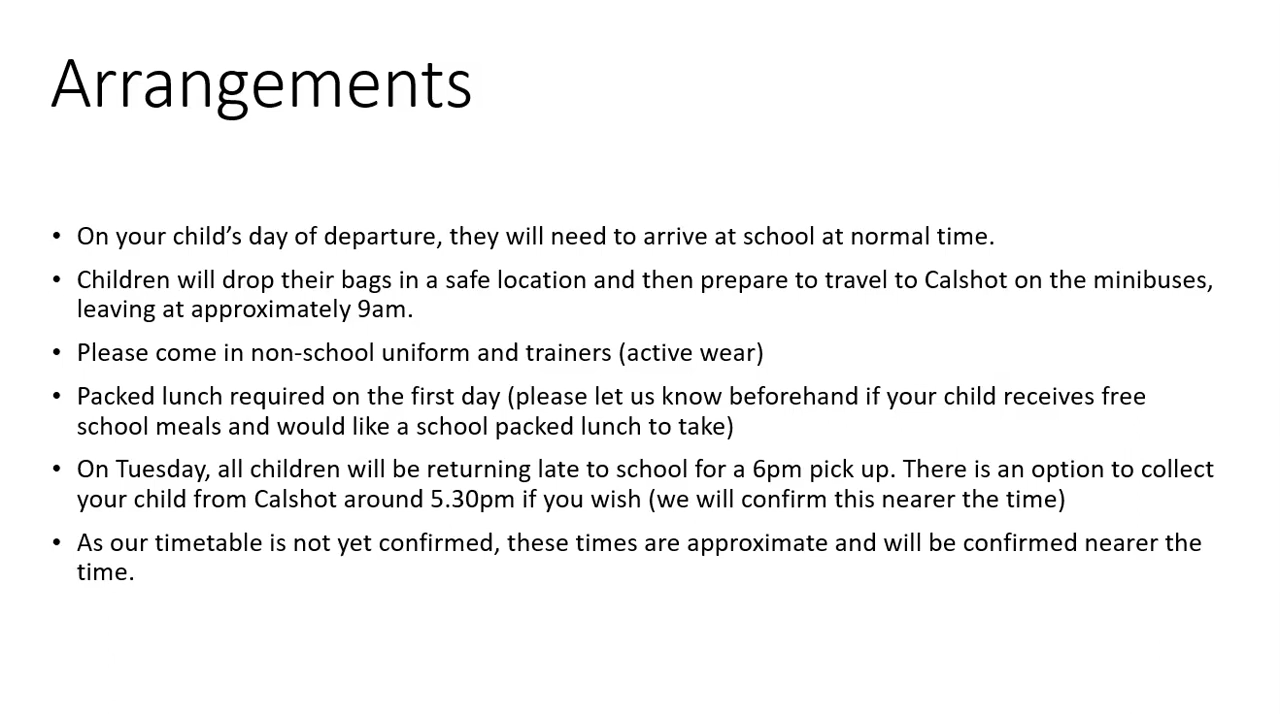 Arrangements
• On your child’s day of departure, they will need to arrive at school at normal time.
• Children will drop their bags in a safe location and then prepare to travel to Calshot on the minibuses,
leaving at approximately 9am.
• Please come in non-school uniform and trainers (active wear)
• Packed lunch required on the first day (please let us know beforehand if your child receives free
school meals and would like a school packed lunch to take)
• On Tuesday, all children will be returning late to school for a 6pm pick up. There is an option to collect
your child from Calshot around 5.30pm if you wish (we will confirm this nearer the time)
• As our timetable is not yet confirmed, these times are approximate and will be confirmed nearer the
time.